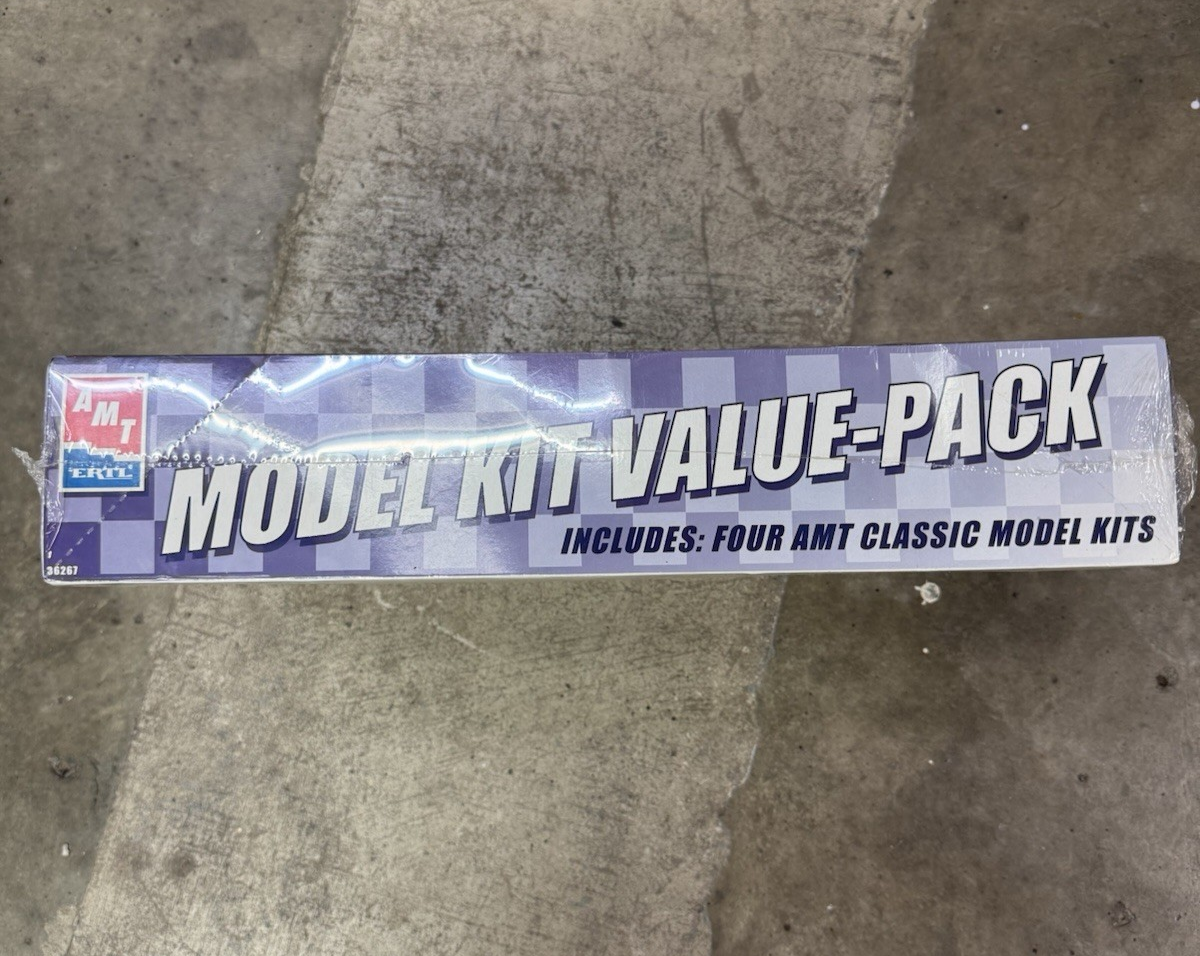 AMT
ERTL
MODEL KIT VALUE-PACK
INCLUDES: FOUR AMT CLASSIC MODEL KITS
36267